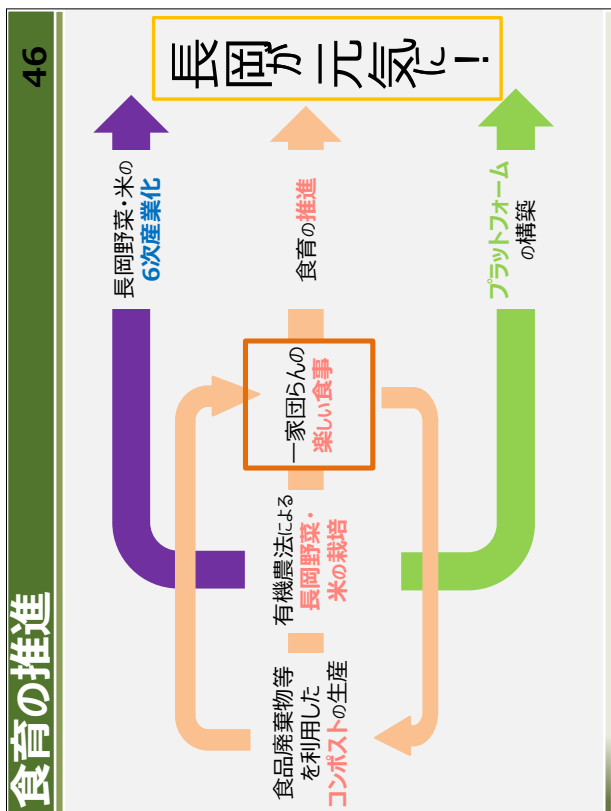 食育の推進
46
長岡野菜・米の
6次産業化
食品廃棄物等
を利用した
コンポストの生産
有機農法による
長岡野菜・
米の栽培
一家団らんの
楽しい食事
食育の推進
プラットフォーム
の構築
長岡が元気に！